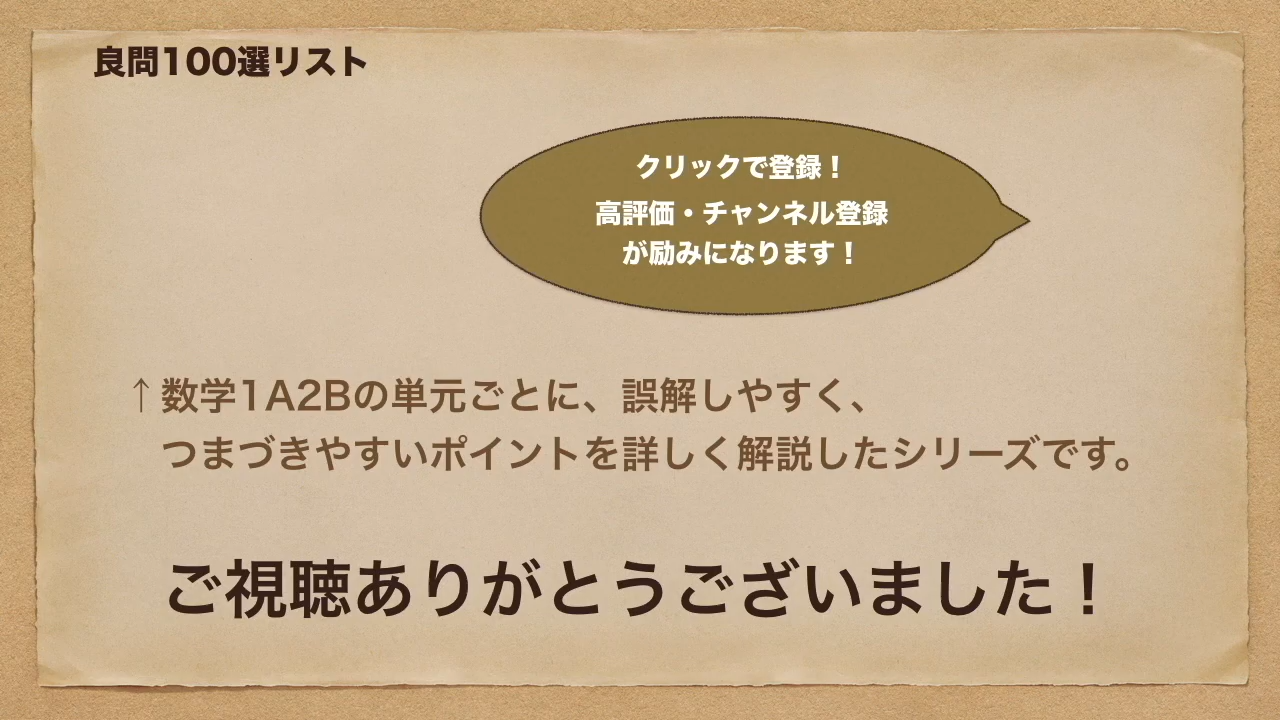 良問100選リスト
クリックで登録！
高評価・チャンネル登録
が励みになります！
↑数学1A2Bの単元ごとに、誤解しやすく、
つまづきやすいポイントを詳しく解説したシリーズです。
ご視聴ありがとうございました！